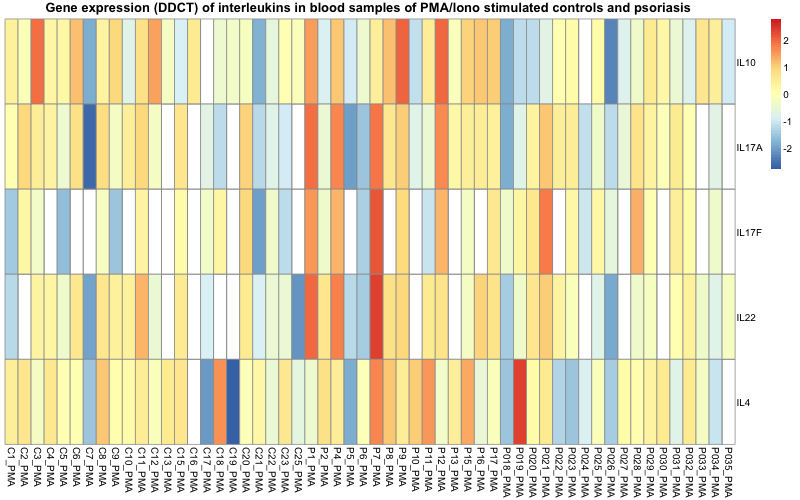 Gene expression (DDCT) of interleukins in blood samples of PMA/Iono stimulated controls and psoriasis
2
1
0
-1
-2
IL10
IL17A
IL17F
IL22
IL4
C1_PMA
C2_PMA
C3_PMA
C4_PMA
C5_PMA
C6_PMA
C7_PMA
C8_PMA
C9_PMA
C10_PMA
C11_PMA
C12_PMA
C13_PMA
C15_PMA
C16_PMA
C17_PMA
C18_PMA
C19_PMA
C20_PMA
C21_PMA
C22_PMA
C23_PMA
C25_PMA
P1_PMA
P2_PMA
P4_PMA
P5_PMA
P6_PMA
P7_PMA
P8_PMA
P9_PMA
P10_PMA
P11_PMA
P12_PMA
P13_PMA
P15_PMA
P16_PMA
P17_PMA
P018_PMA
P019_PMA
P020_PMA
P021_PMA
P022_PMA
P023_PMA
P024_PMA
P025_PMA
P026_PMA
P027_PMA
P028_PMA
P029_PMA
P030_PMA
P031_PMA
P032_PMA
P033_PMA
P034_PMA
P035_PMA